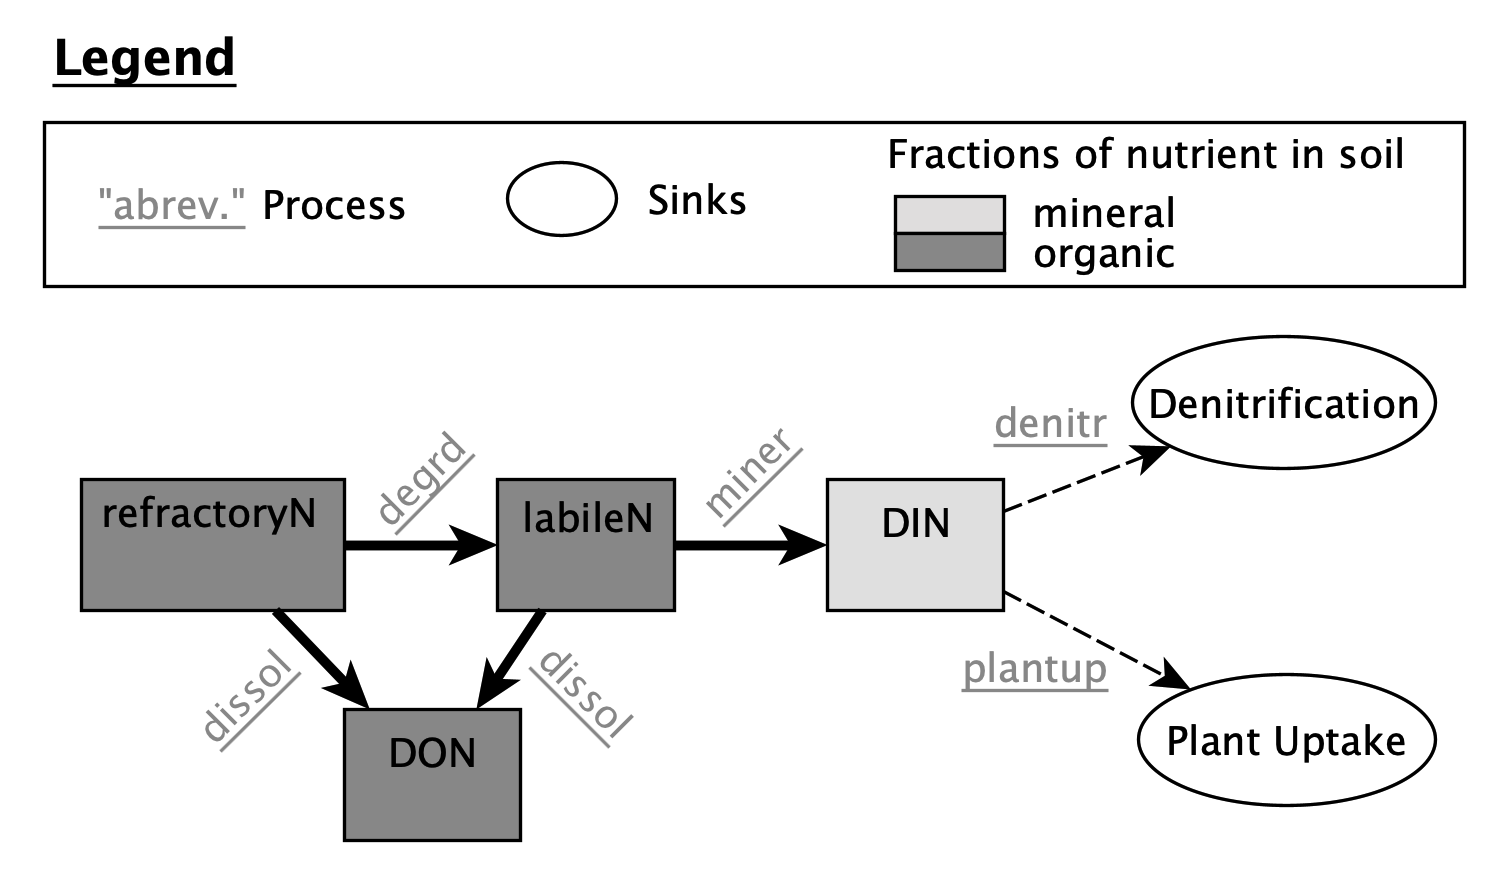 Legend
"abrev." Process
Sinks
Fractions of nutrient in soil
mineral
organic
Denitrification
denitr
degrd
miner
refractoryN
labileN
DIN
dissol
dissol
plantup
DON
Plant Uptake